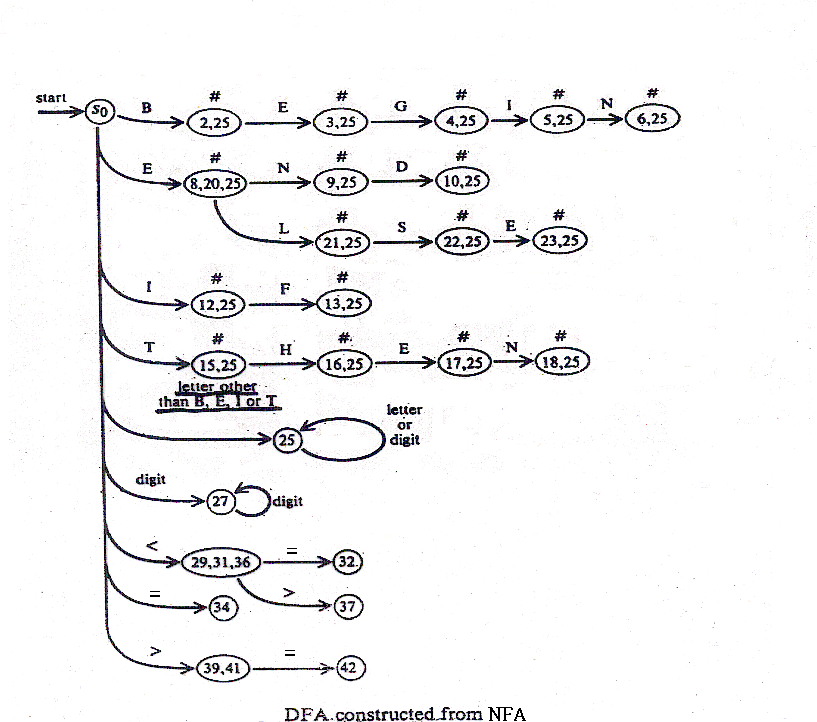 start
s0 B # 2,25 E # 3,25 G # 4,25 I # 5,25 N # 6,25
E # 8,20,25 N # 9,25 D # 10,25
L # 21,25 S # 22,25 E # 23,25
I # 12,25 F # 13,25
T # 15,25 H # 16,25 E # 17,25 N # 18,25
letter other
than B, E, I or T
25
letter
or
digit
digit 27 digit
< 29,31,36 = 32
= 34 > 37
> 39,41 = 42
DFA constructed from NFA